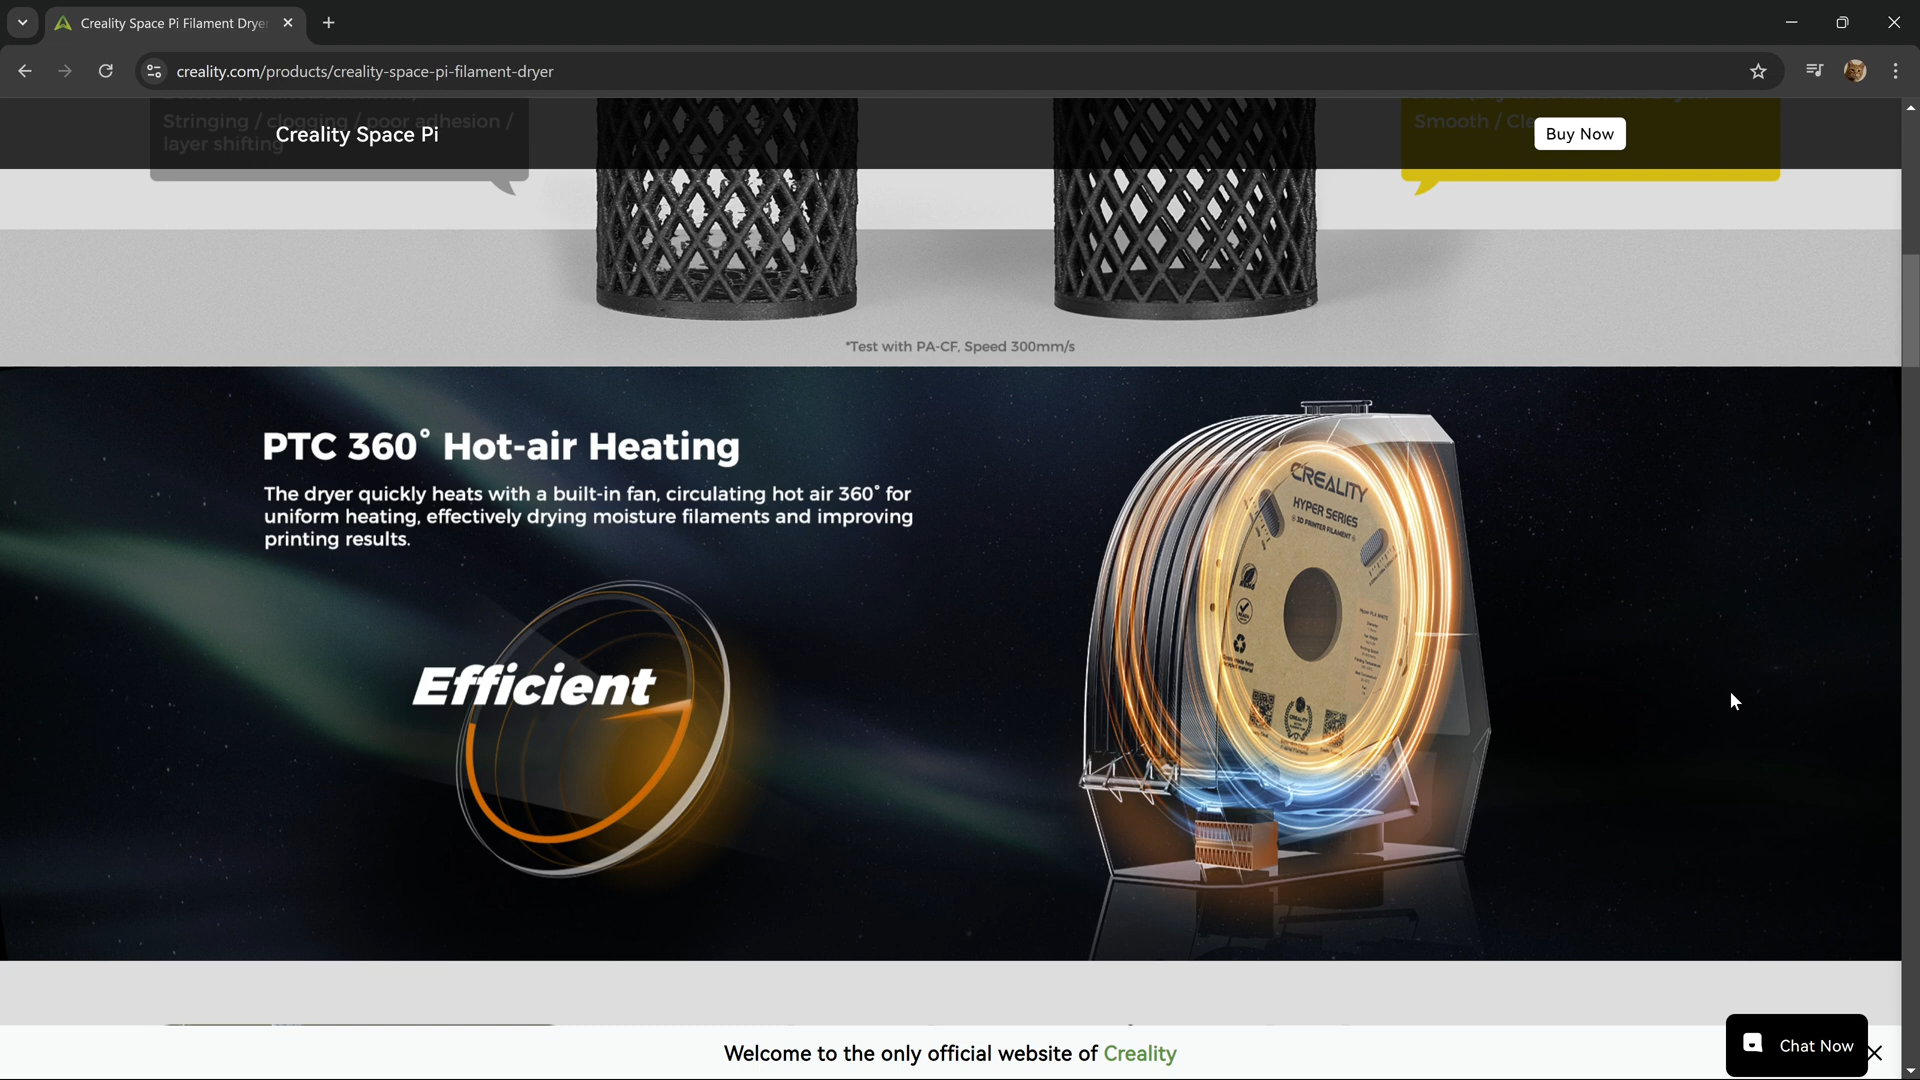 Creality Space Pi Filament Drye
creality.com/products/creality-space-pi-filament-dryer
Stringing / clogging / poor adhesion /
layer shifting
Smooth / Cle
Creality Space Pi
Buy Now
*Test with PA-CF, Speed 300mm/s
PTC 360° Hot-air Heating
The dryer quickly heats with a built-in fan, circulating hot air 360° for
uniform heating, effectively drying moisture filaments and improving
printing results.
Efficient
CREALITY
HYPER SERIES
3D PRINTER FILAMENT
Welcome to the only official website of Creality
Chat Now